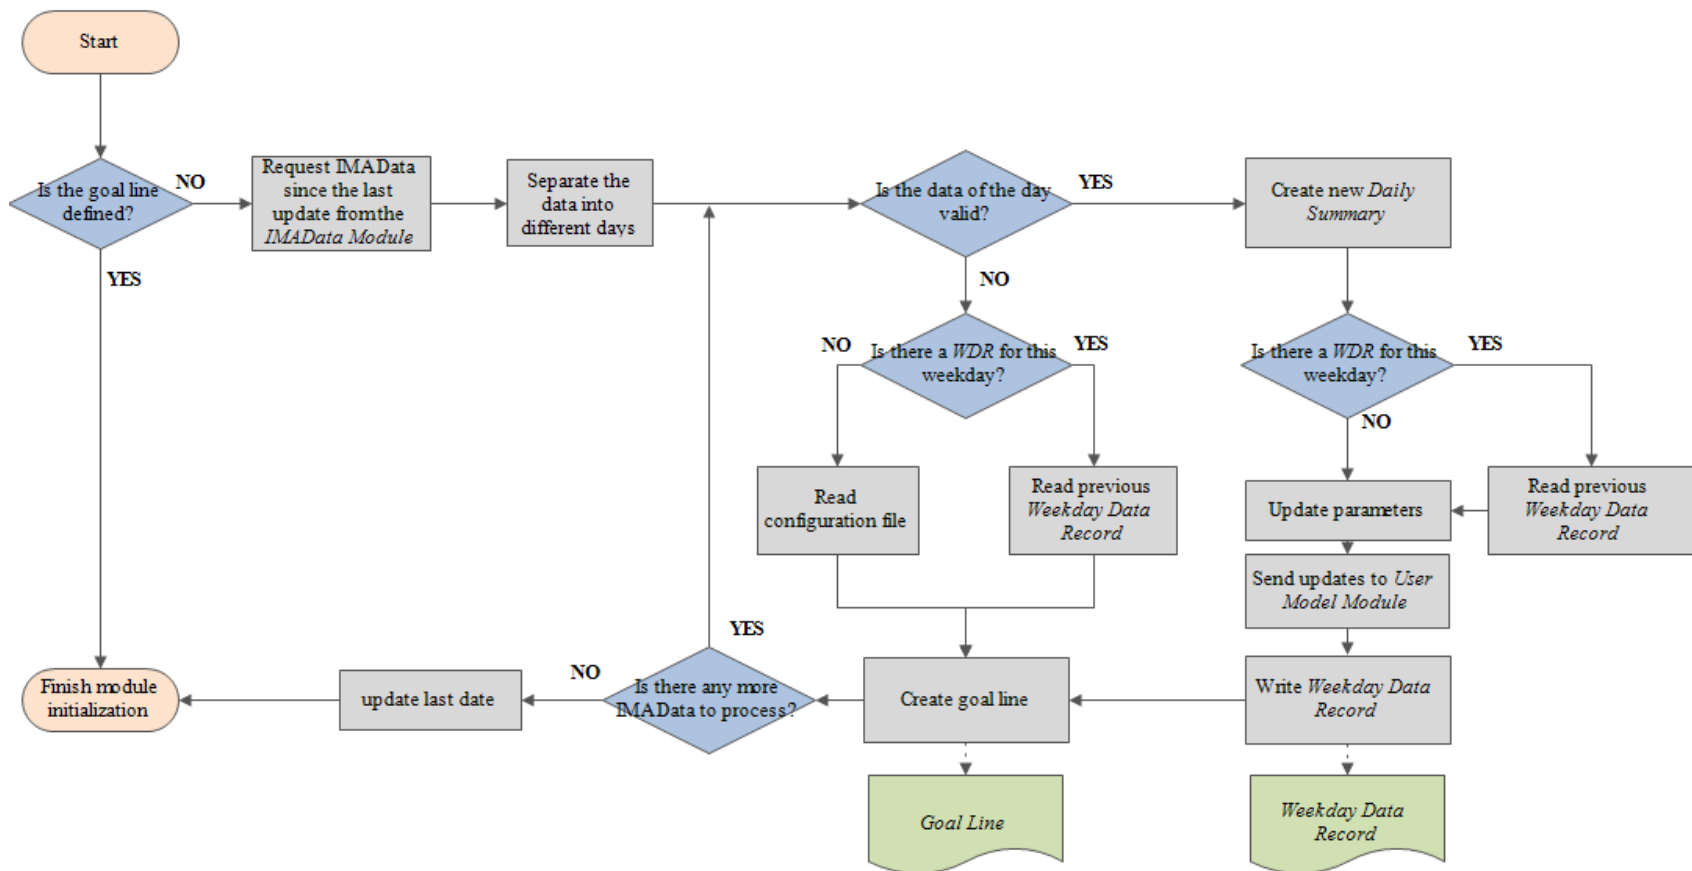 Start
Is the goal line
defined?
NO
YES
Request IMAData
since the last
update from the
IMAData Module
Separate the
data into
different days
Is the data of the day
valid?
YES
NO
Create new Daily
Summary
Is there a WDR for this
weekday?
NO
YES
Is there a WDR for this
weekday?
YES
NO
Read
configuration file
Read previous
Weekday Data
Record
Update parameters
Read previous
Weekday Data
Record
Send updates to User
Model Module
Write Weekday Data
Record
Create goal line
Is there any more
IMAData to process?
YES
NO
update last date
Finish module
initialization
Goal Line
Weekday Data
Record